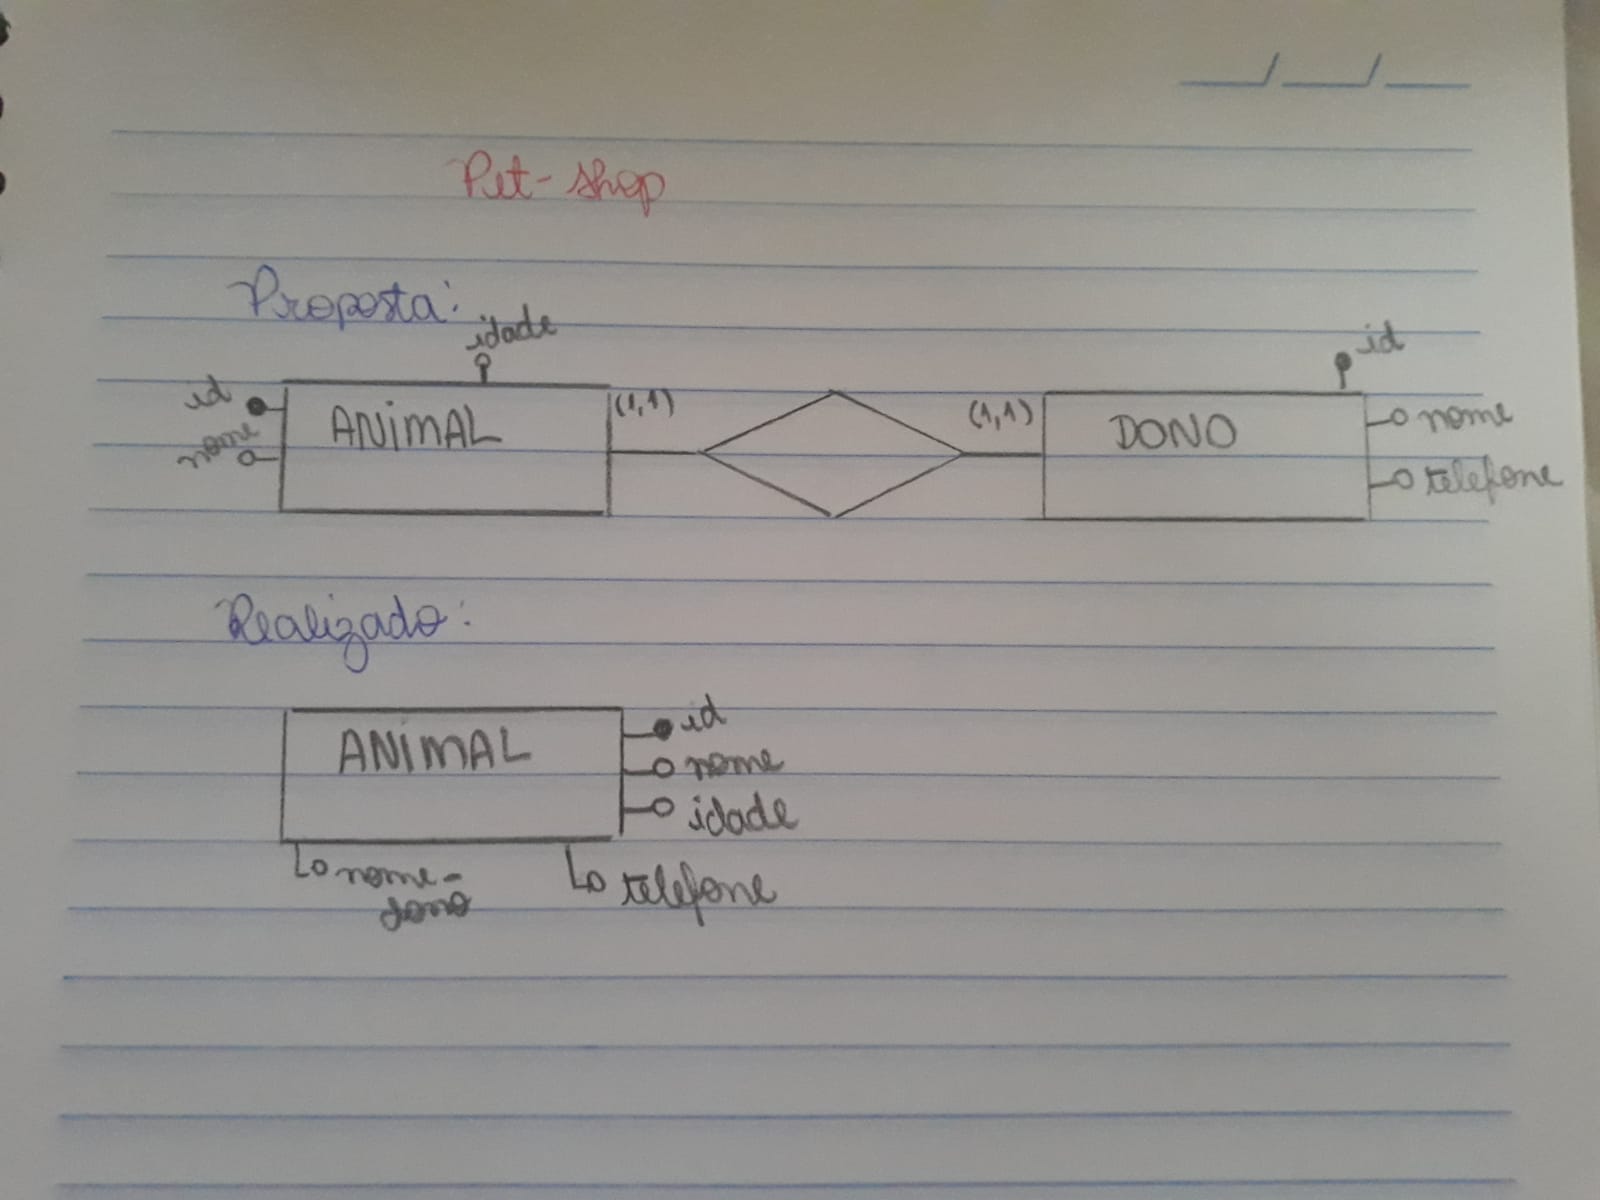 Pet-shop
Proposta:
idade
id
id
ANIMAL
(1,1)
(1,1)
DONO
nome
nome
telefone
Realizado:
ANIMAL
id
nome
idade
nome-
dono
telefone